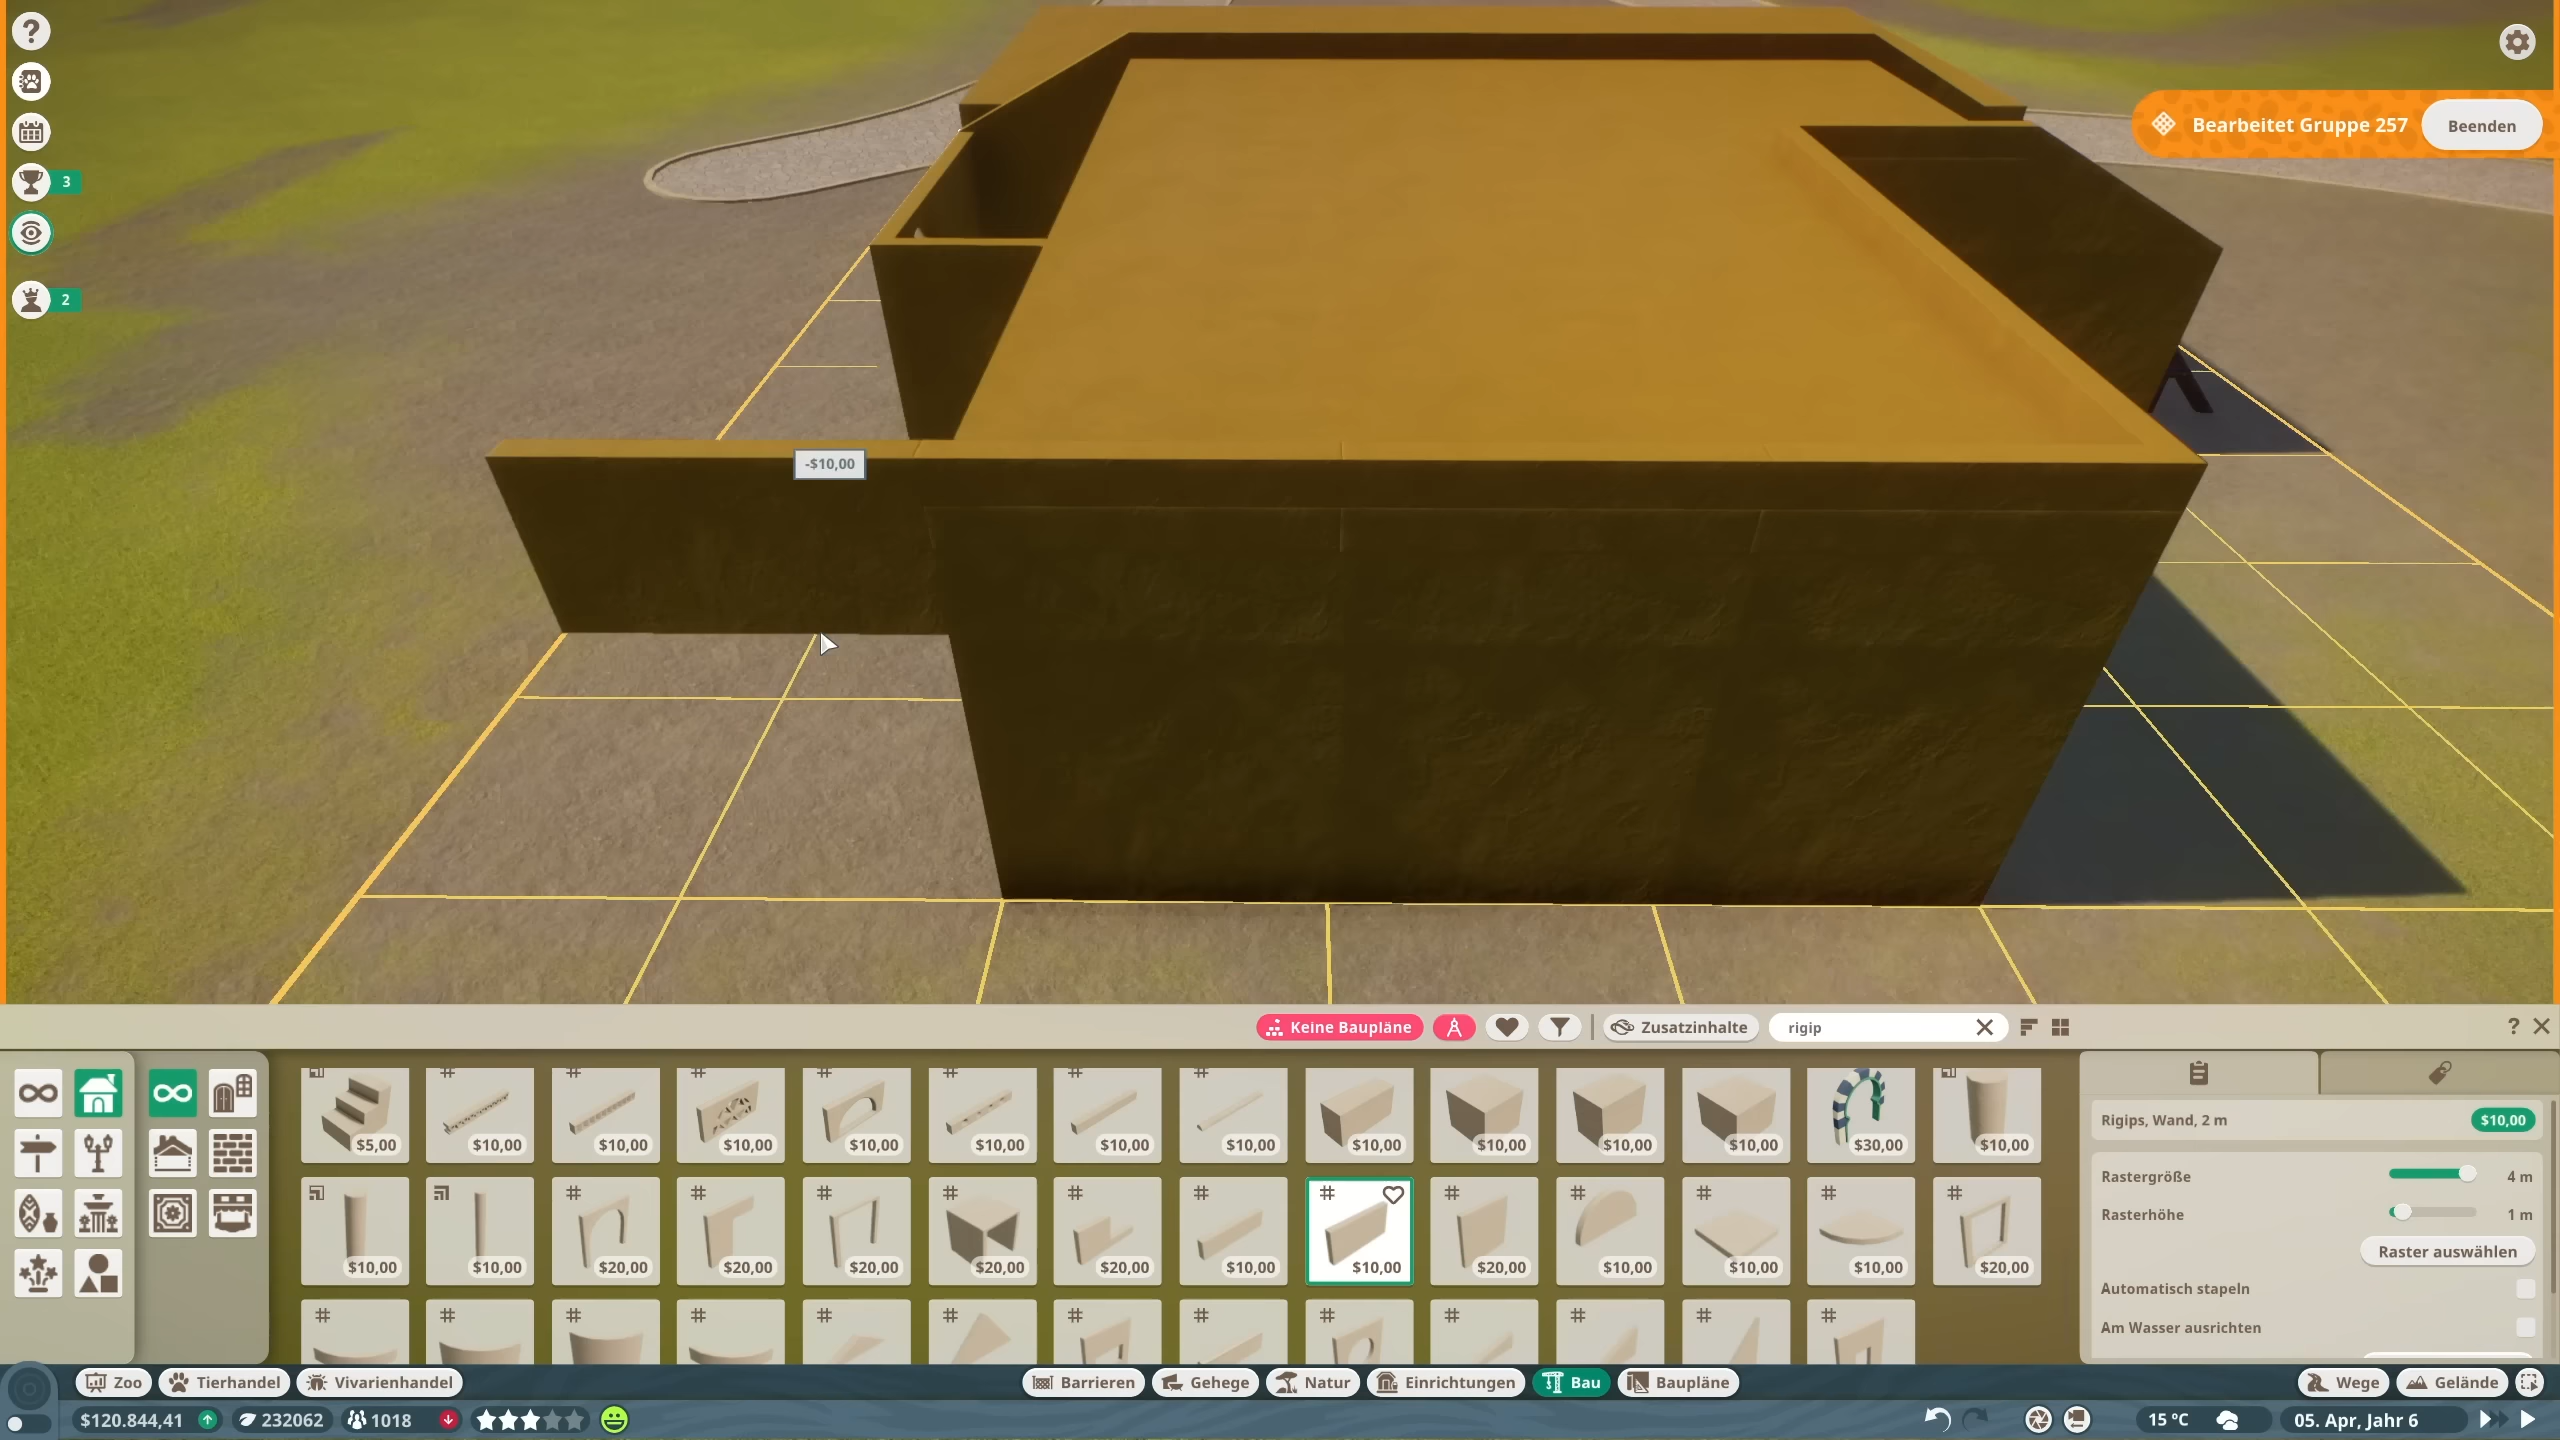 ?
3
2
Bearbeitet Gruppe 257
Beenden
-$10,00
Keine Baupläne
Zusatzinhalte
rigip
?
$5,00
$10,00
$10,00
$10,00
$10,00
$10,00
$10,00
$10,00
$10,00
$10,00
$10,00
$10,00
$30,00
$10,00
$10,00
$10,00
$20,00
$20,00
$20,00
$20,00
$20,00
$10,00
$10,00
$20,00
$10,00
$10,00
$10,00
$20,00
Rigips, Wand, 2 m
$10,00
Rastergröße
4 m
Rasterhöhe
1 m
Raster auswählen
Automatisch stapeln
Am Wasser ausrichten
Zoo
Tierhandel
Vivarienhandel
Barrieren
Gehege
Natur
Einrichtungen
Bau
Baupläne
Wege
Gelände
$120.844,41
232062
1018
15 °C
05. Apr, Jahr 6